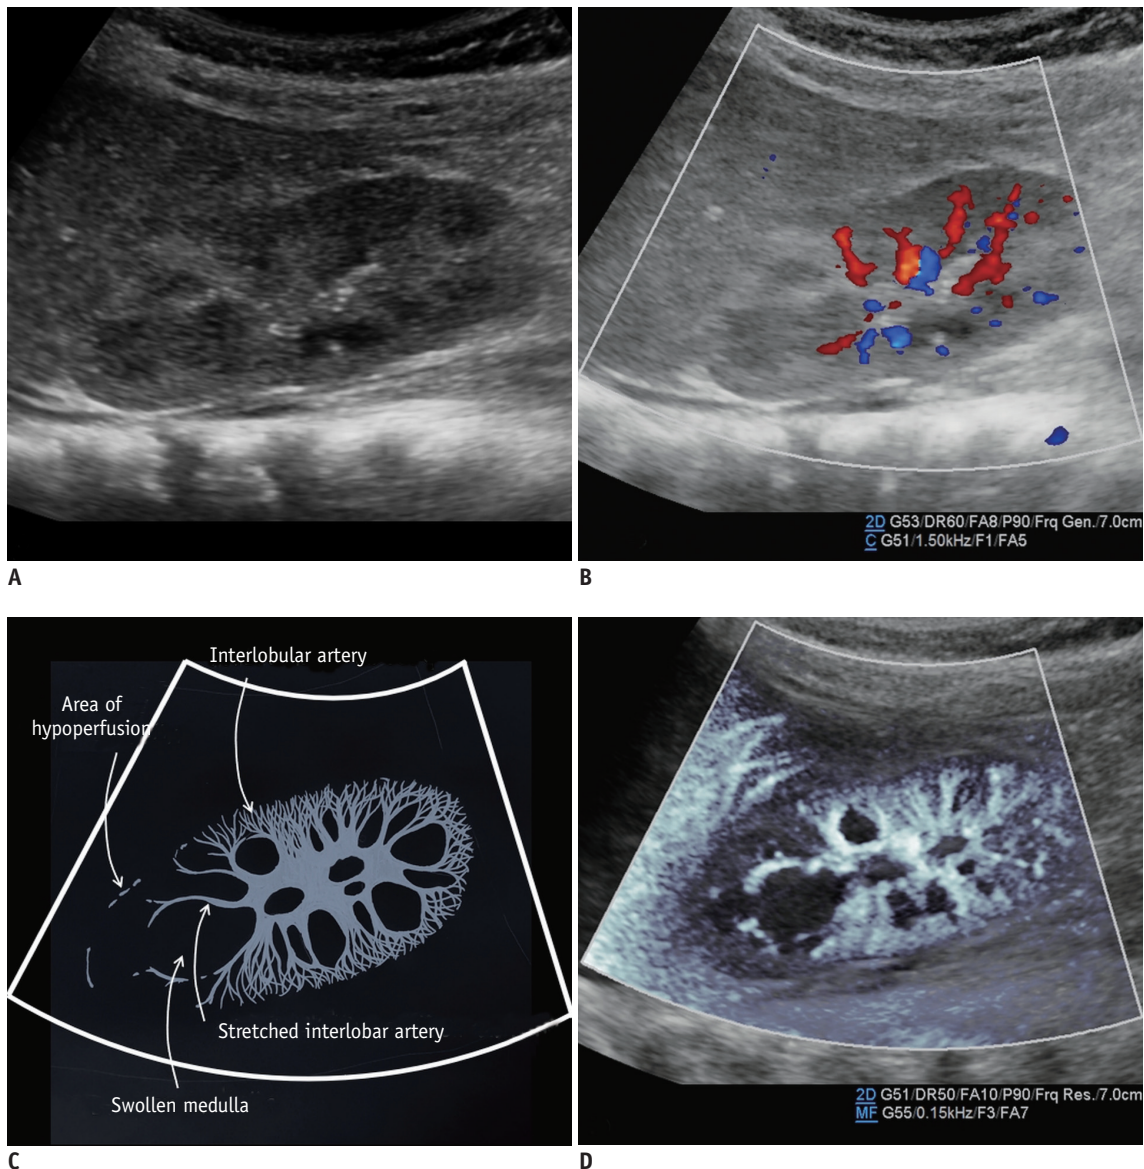 2D G53/DR60/FA8/P90/Frq Gen./7.0cm
C G51/1.50kHz/F1/FA5
A
B
Interlobular artery
Area of
hypoperfusion
Stretched interlobar artery
Swollen medulla
2D G51/DR50/FA10/P90/Frq Res./7.0cm
MF G55/0.15kHz/F3/FA7
C
D